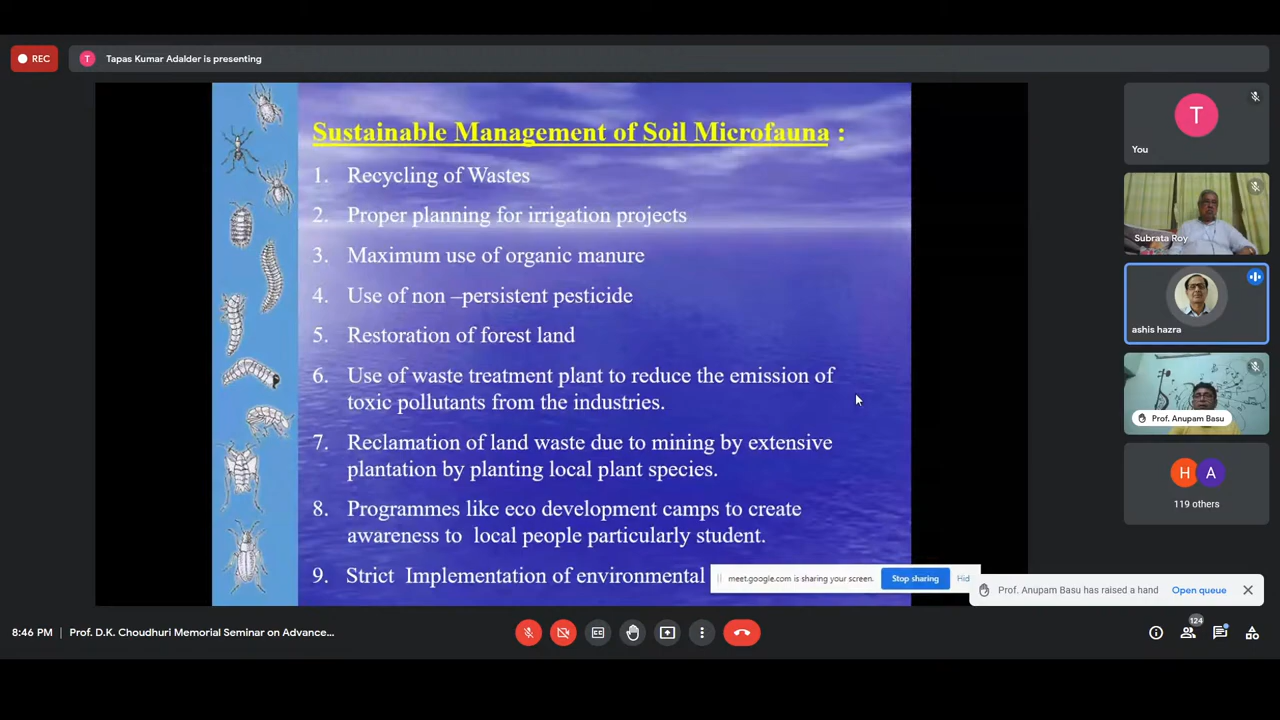 REC
T
Tapas Kumar Adalder is presenting
Sustainable Management of Soil Microfauna :
1. Recycling of Wastes
2. Proper planning for irrigation projects
3. Maximum use of organic manure
4. Use of non –persistent pesticide
5. Restoration of forest land
6. Use of waste treatment plant to reduce the emission of
toxic pollutants from the industries.
7. Reclamation of land waste due to mining by extensive
plantation by planting local plant species.
8. Programmes like eco development camps to create
awareness to local people particularly student.
9. Strict Implementation of environmental
meet.google.com is sharing your screen.
Stop sharing
Hid
T
You
Subrata Roy
ashis hazra
Prof. Anupam Basu
H A
119 others
Prof. Anupam Basu has raised a hand
Open queue
8:46 PM | Prof. D.K. Choudhuri Memorial Seminar on Advance...
CC
124